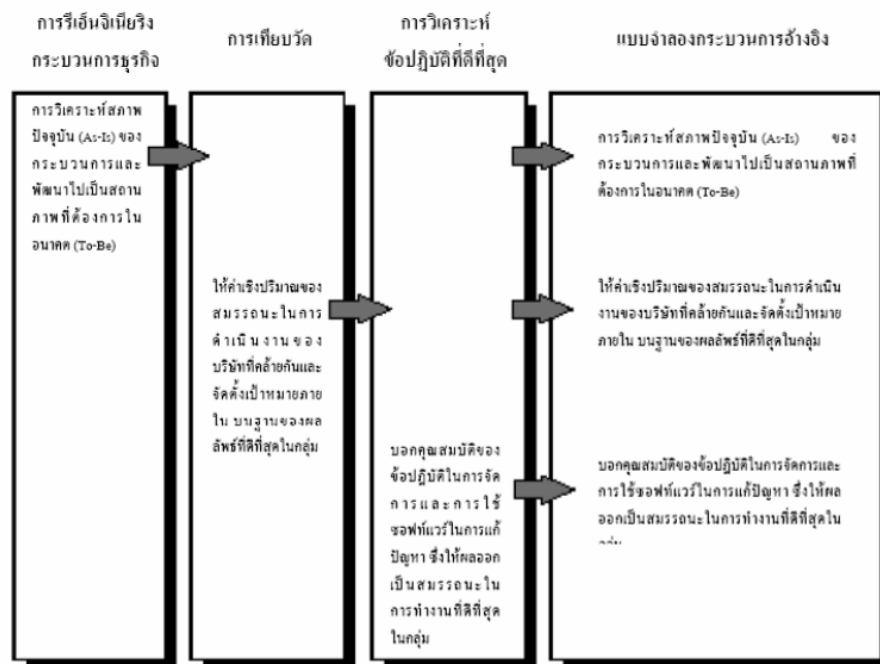 การรีเอ็นจิเนียริง
กระบวนการธุรกิจ
การเทียบวัด
การวิเคราะห์
ข้อปฏิบัติที่ดีที่สุด
แบบจำลองกระบวนการอ้างอิง
การวิเคราะห์สภาพ
ปัจจุบัน (As-Is) ของ
กระบวนการและ
พัฒนาไปเป็นสถาน
ภาพที่ต้องการใน
อนาคต (To-Be)
ให้ค่าเชิงปริมาณของ
สมรรถนะในการ
ดำเนินงานของ
บริษัทที่คล้ายกันและ
จัดตั้งเป้าหมายภาย
ใน บนฐานของผล
ลัพธ์ที่ดีที่สุดในกลุ่ม
บอกคุณสมบัติของ
ข้อปฏิบัติในการจัด
การและการใช้
ซอฟท์แวร์ในการแก้
ปัญหา ซึ่งให้ผลออก
เป็นสมรรถนะใน
การทำงานที่ดีที่สุด
ในกลุ่ม
การวิเคราะห์สภาพปัจจุบัน (As-Is) ของ
กระบวนการและพัฒนาไปเป็นสถานภาพที่
ต้องการในอนาคต (To-Be)
ให้ค่าเชิงปริมาณของสมรรถนะในการดำเนิน
งานของบริษัทที่คล้ายกันและจัดตั้งเป้าหมาย
ภายใน บนฐานของผลลัพธ์ที่ดีที่สุดในกลุ่ม
บอกคุณสมบัติของข้อปฏิบัติในการจัดการและ
การใช้ซอฟท์แวร์ในการแก้ปัญหา ซึ่งให้ผล
ออกเป็นสมรรถนะในการทำงานที่ดีที่สุดใน